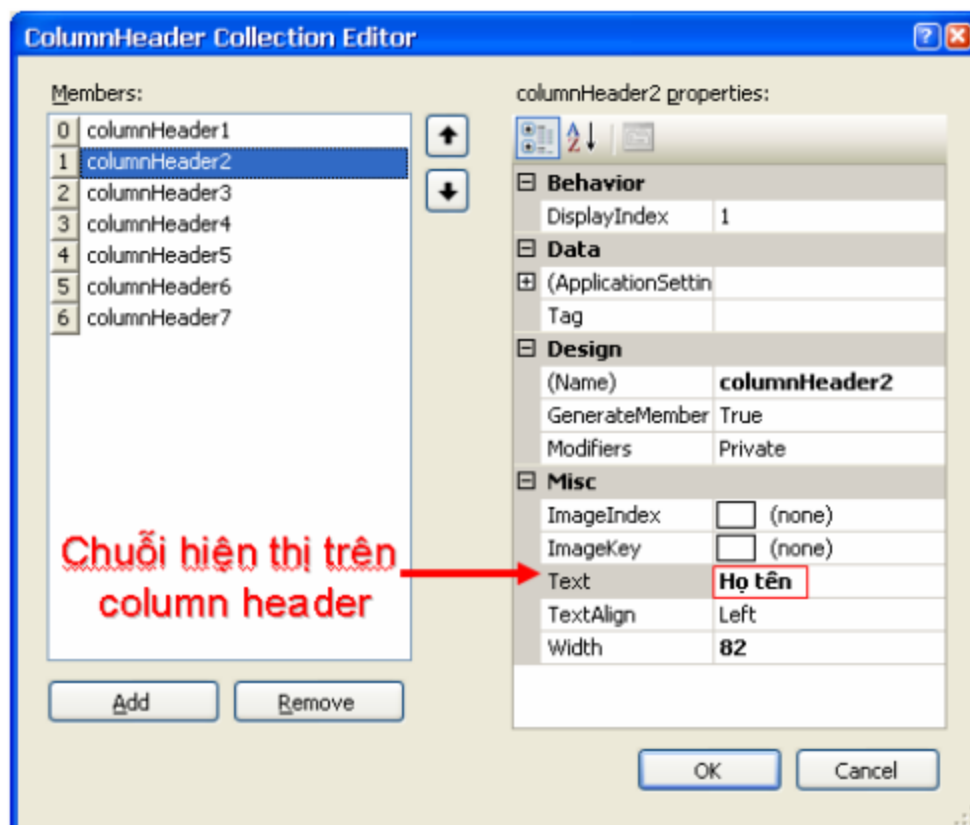 ColumnHeader Collection Editor
Members:
0 columnHeader1
1 columnHeader2
2 columnHeader3
3 columnHeader4
4 columnHeader5
5 columnHeader6
6 columnHeader7
Chuỗi hiện thị trên
column header
Add Remove
columnHeader2 properties:
Behavior
DisplayIndex 1
Data
(ApplicationSettin
Tag
Design
(Name) columnHeader2
GenerateMember True
Modifiers Private
Misc
ImageIndex (none)
ImageKey (none)
Text Họ tên
TextAlign Left
Width 82
OK Cancel